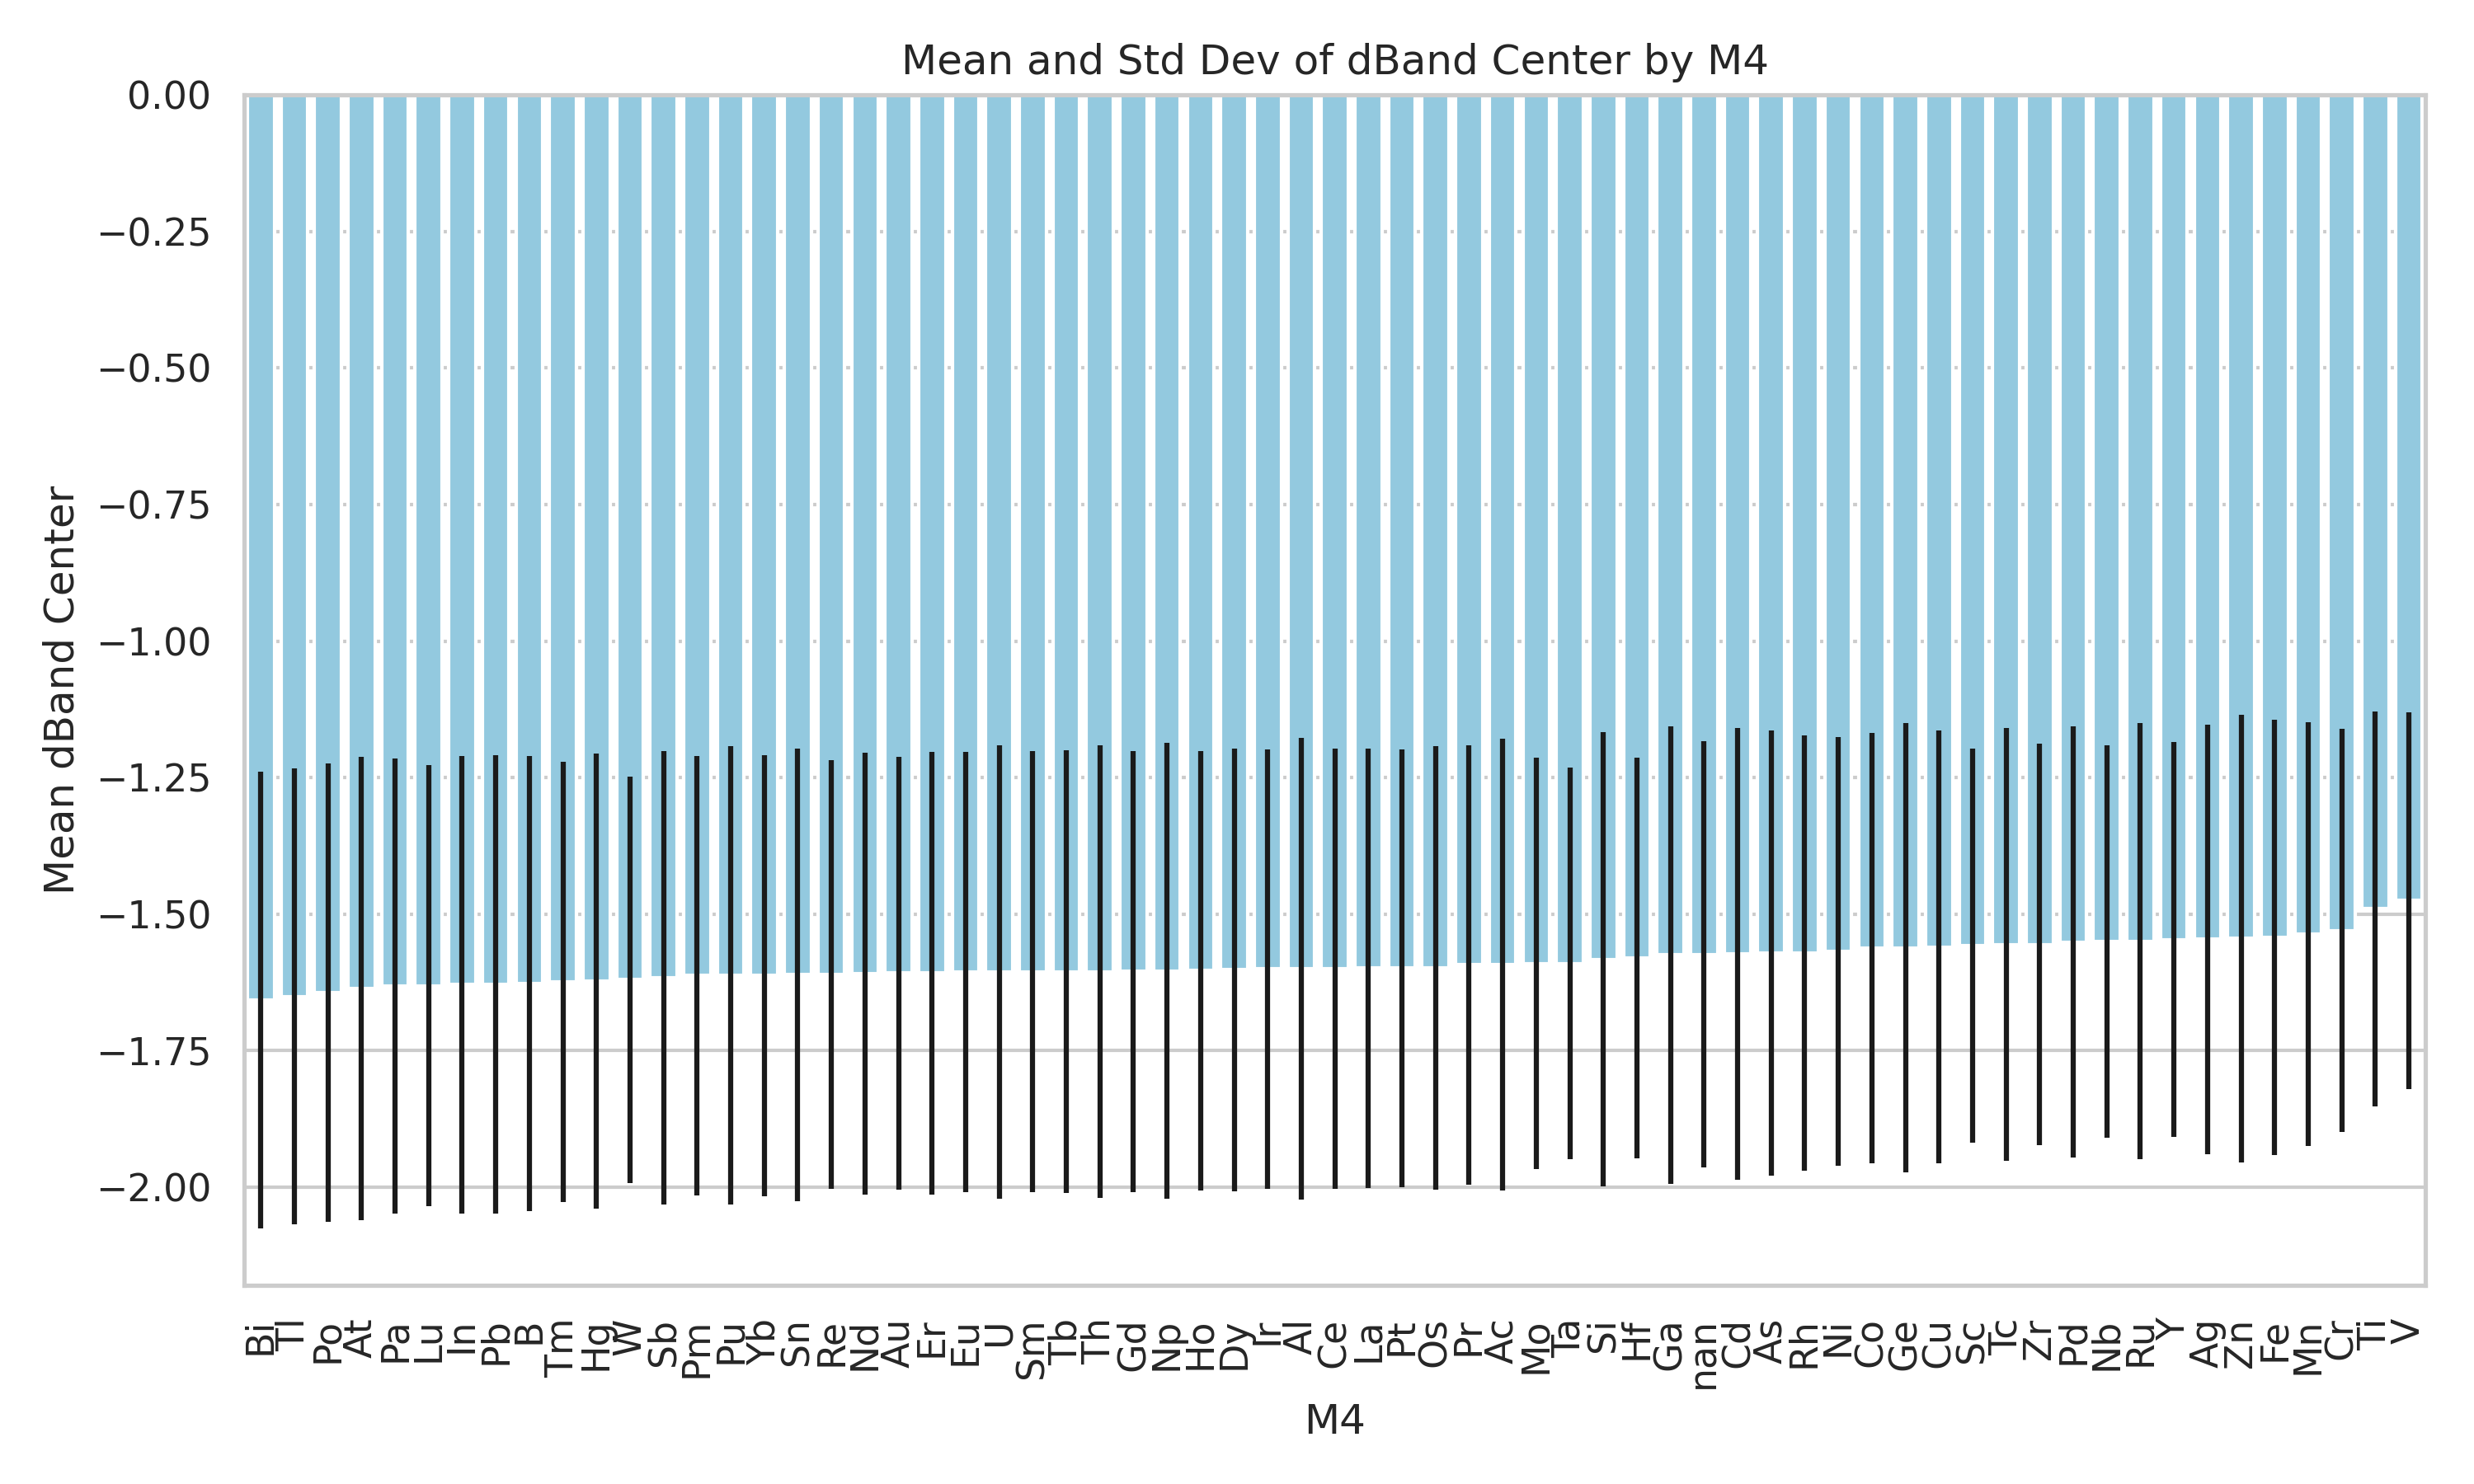 Mean and Std Dev of dBand Center by M4
0.00
−0.25
−0.50
−0.75
−1.00
−1.25
−1.50
−1.75
−2.00
Mean dBand Center
Bi
Tl
Po
At
Pa
Lu
In
Pb
B
Tm
Hg
W
Sb
Pm
Pu
Yb
Sn
Re
Nd
Au
Er
Eu
U
Sm
Tb
Th
Gd
Np
Ho
Dy
Ir
Al
Ce
La
Pt
Os
Pr
Ac
Mo
Ta
Si
Hf
Ga
nan
Cd
As
Rh
Ni
Co
Ge
Cu
Sc
Tc
Zr
Pd
Nb
Ru
Y
Ag
Zn
Fe
Mn
Cr
Ti
V
M4